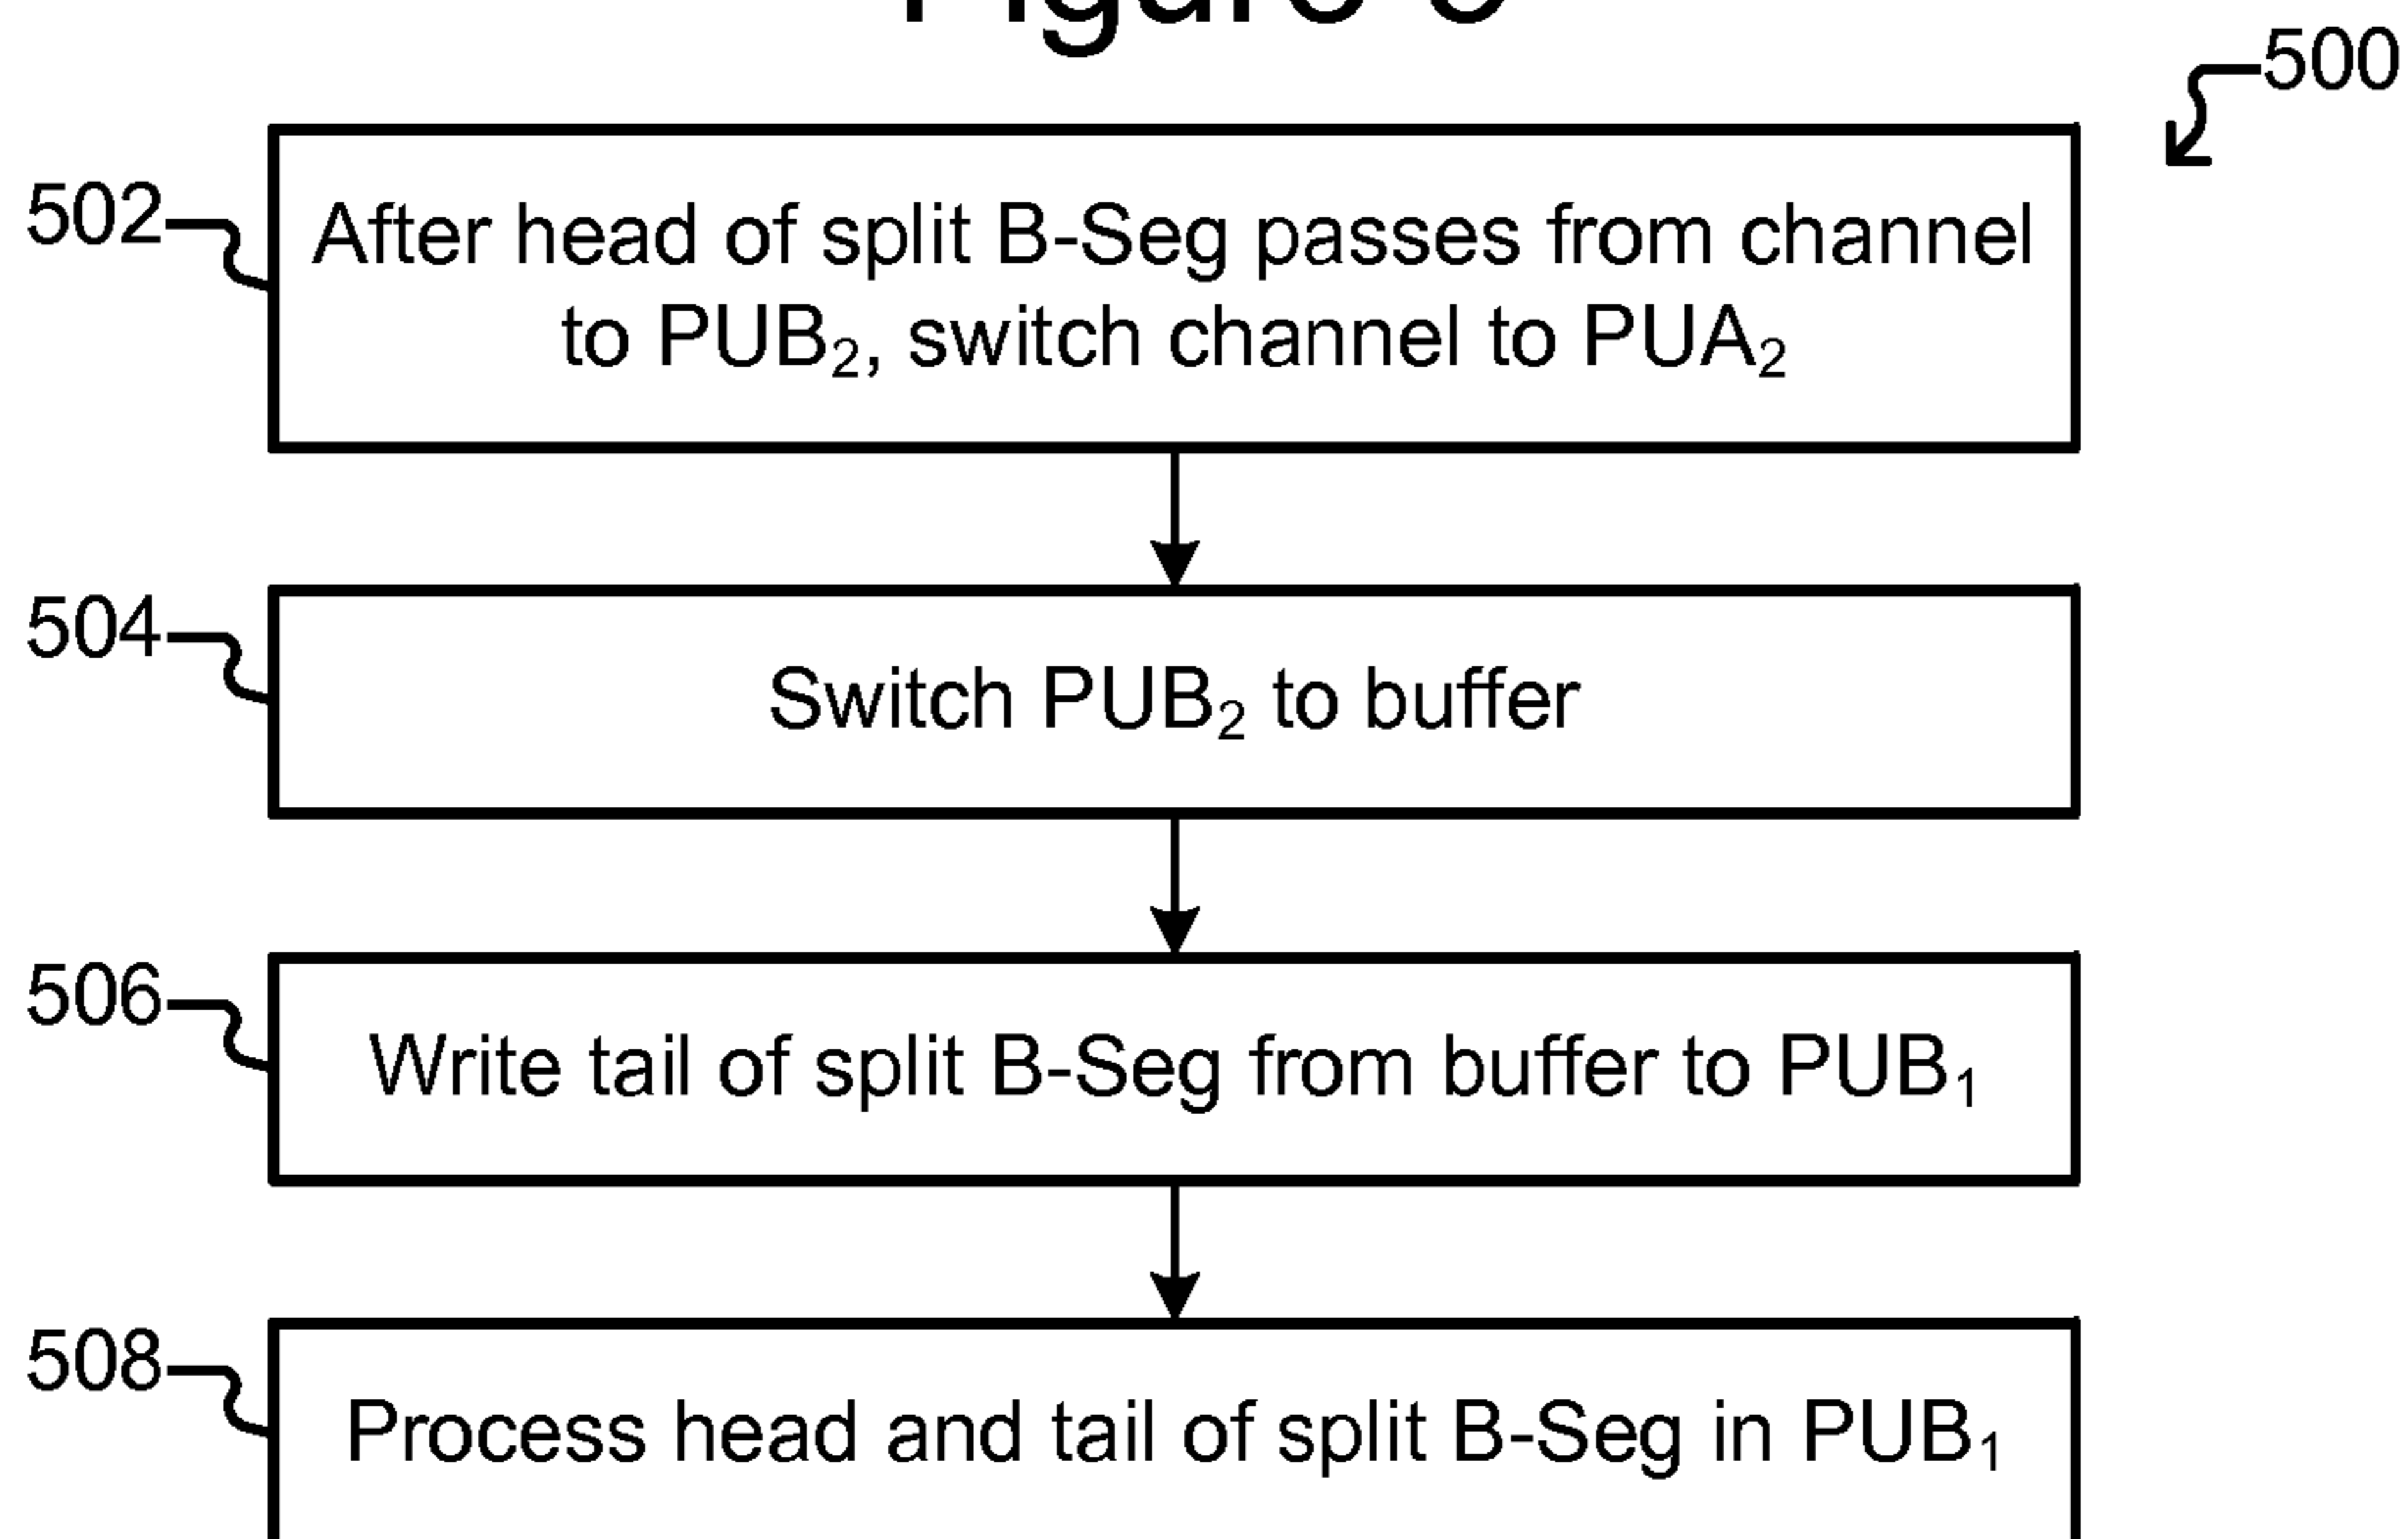 500
502
After head of split B-Seg passes from channel
to PUB₂, switch channel to PUA₂
504
Switch PUB₂ to buffer
506
Write tail of split B-Seg from buffer to PUB₁
508
Process head and tail of split B-Seg in PUB₁